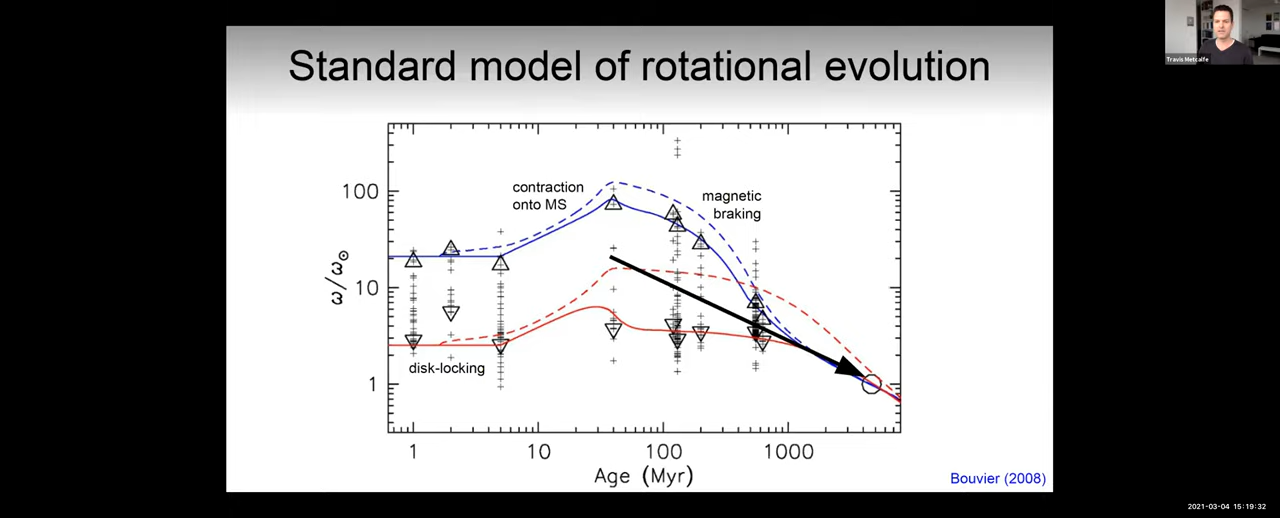 Travis Metcalfe
Standard model of rotational evolution
contraction
onto MS
magnetic
braking
disk-locking
100
10
1
ω/ω☉
1
10
100
1000
Age (Myr)
Bouvier (2008)
2021-03-04 15:19:32